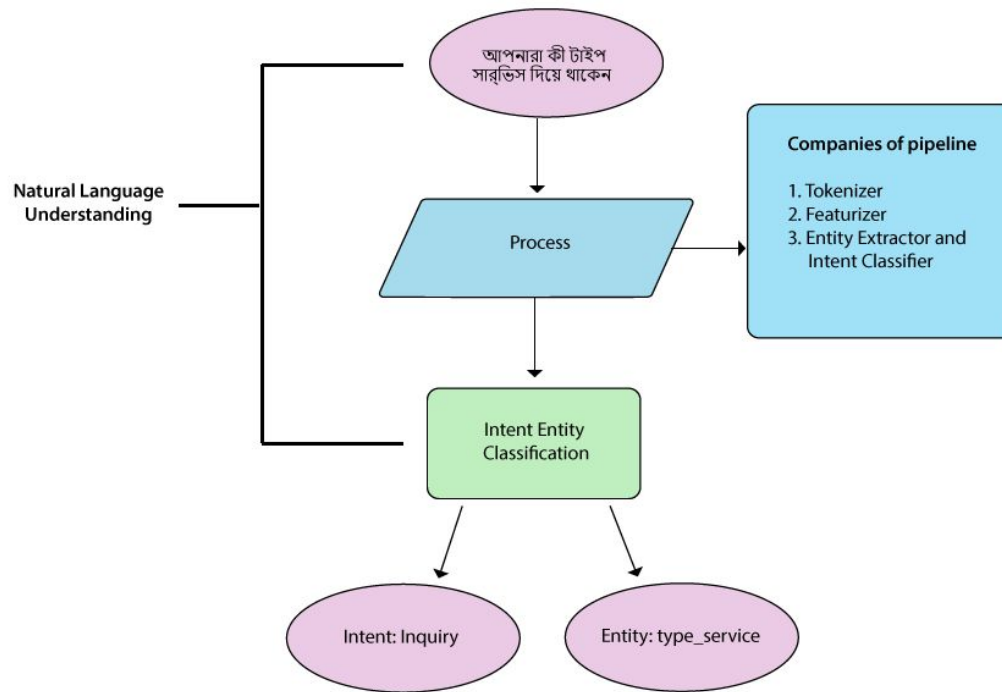 আপনারা কী টাইপ
সার্ভিস দিয়ে থাকেন
Natural Language
Understanding
Process
Companies of pipeline
1. Tokenizer
2. Featurizer
3. Entity Extractor and
Intent Classifier
Intent Entity
Classification
Intent: Inquiry
Entity: type_service